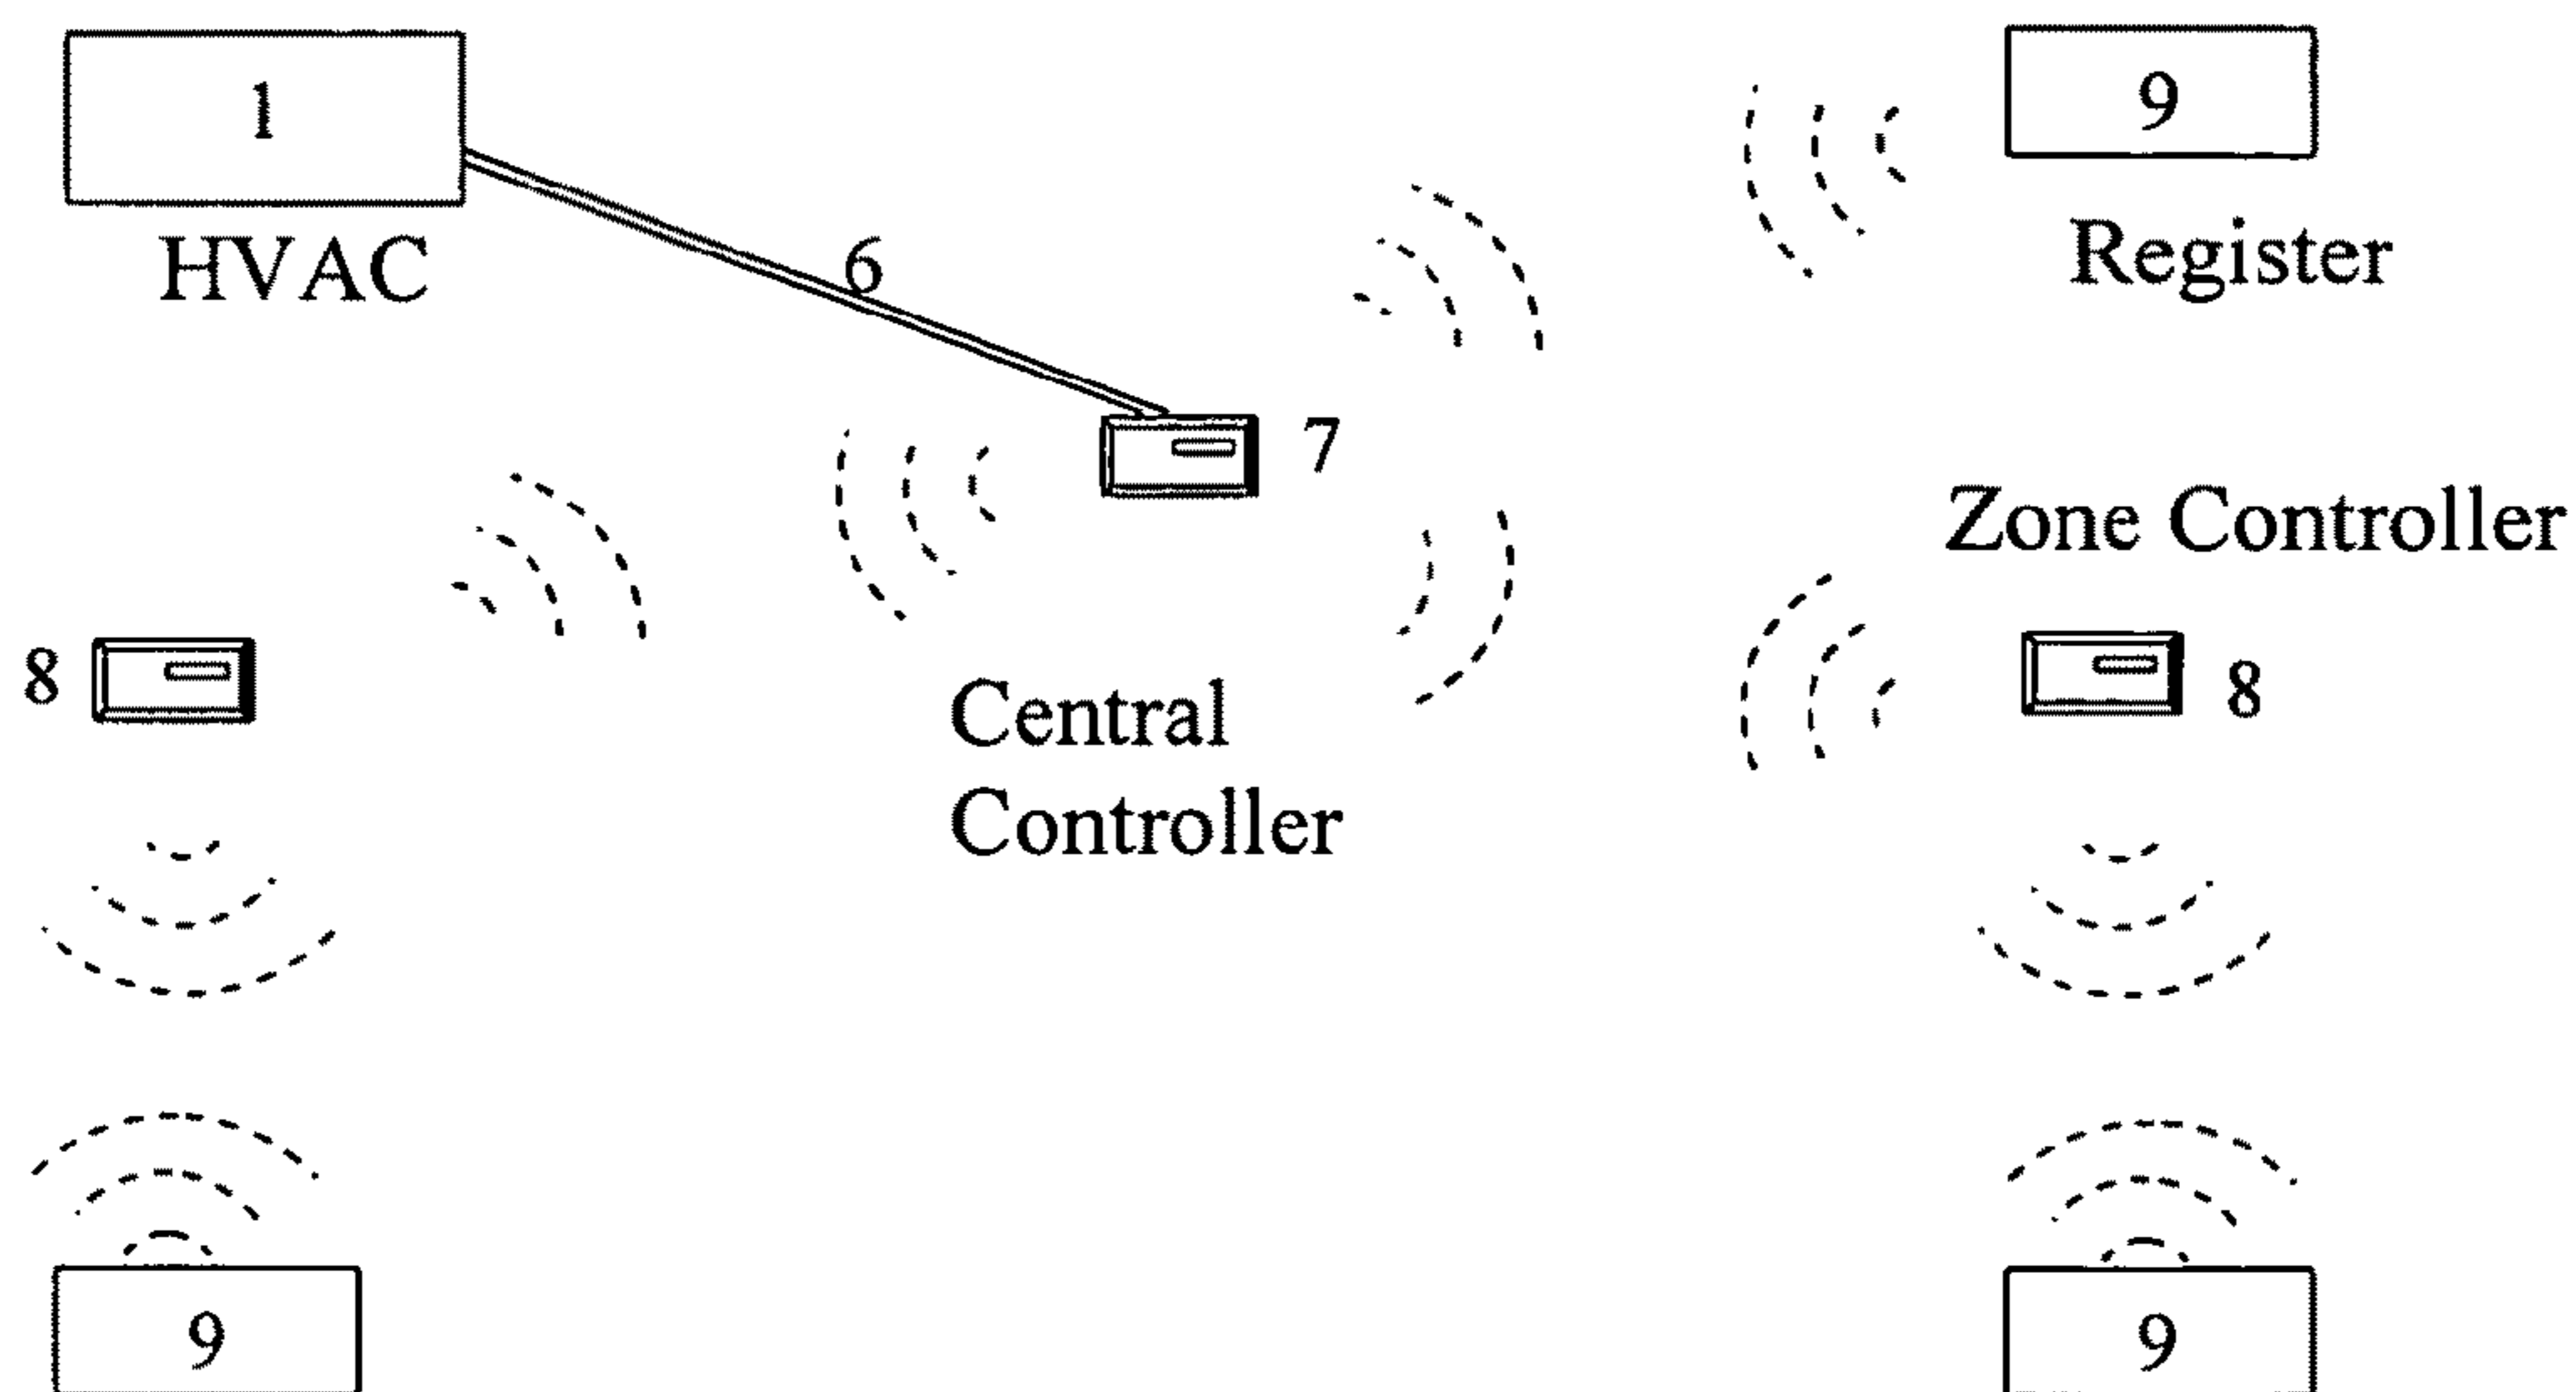 1
9
HVAC
6
Register
7
Zone Controller
8
8
Central
Controller
9
9